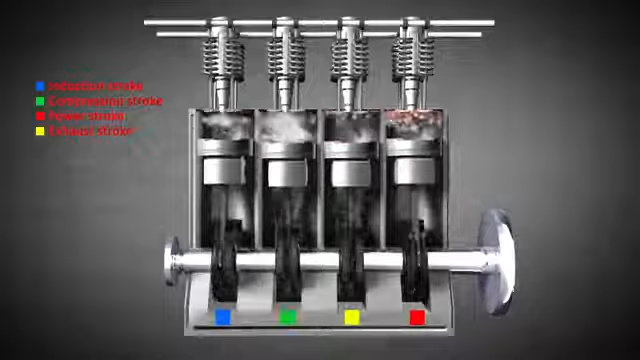 Induction stroke
Compression stroke
Power stroke
Exhaust stroke